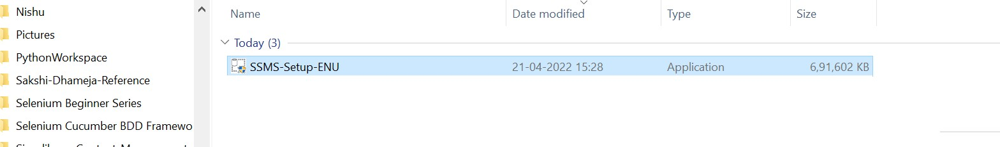 Nishu
Pictures
PythonWorkspace
Sakshi-Dhameja-Reference
Selenium Beginner Series
Selenium Cucumber BDD Framewo
Name Date modified Type Size
Today (3)
SSMS-Setup-ENU 21-04-2022 15:28 Application 6,91,602 KB